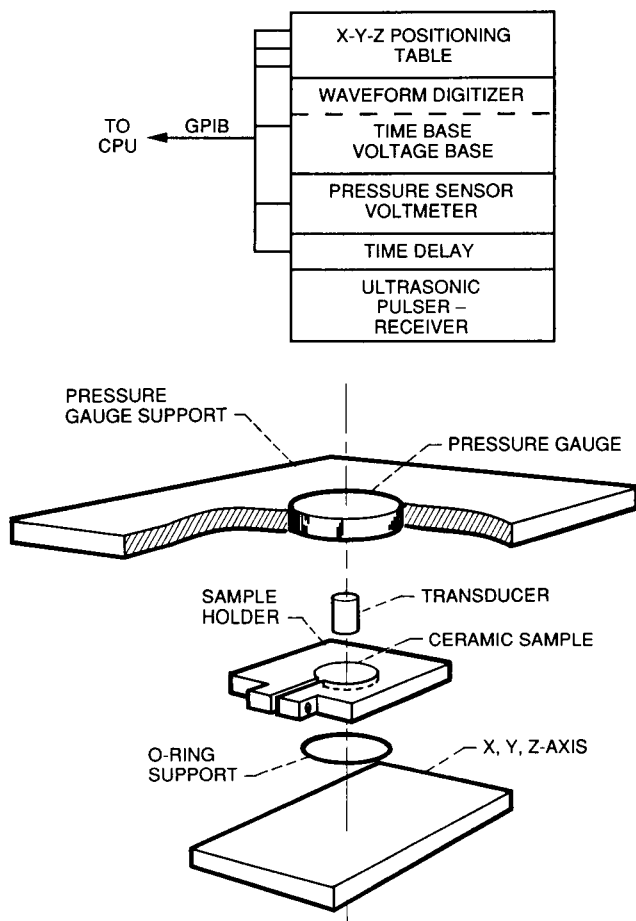 X-Y-Z POSITIONING
TABLE
WAVEFORM DIGITIZER
TIME BASE
VOLTAGE BASE
TO
CPU
GPIB
PRESSURE SENSOR
VOLTMETER
TIME DELAY
ULTRASONIC
PULSER –
RECEIVER
PRESSURE
GAUGE SUPPORT
PRESSURE GAUGE
SAMPLE
HOLDER
TRANSDUCER
CERAMIC SAMPLE
O-RING
SUPPORT
X, Y, Z-AXIS